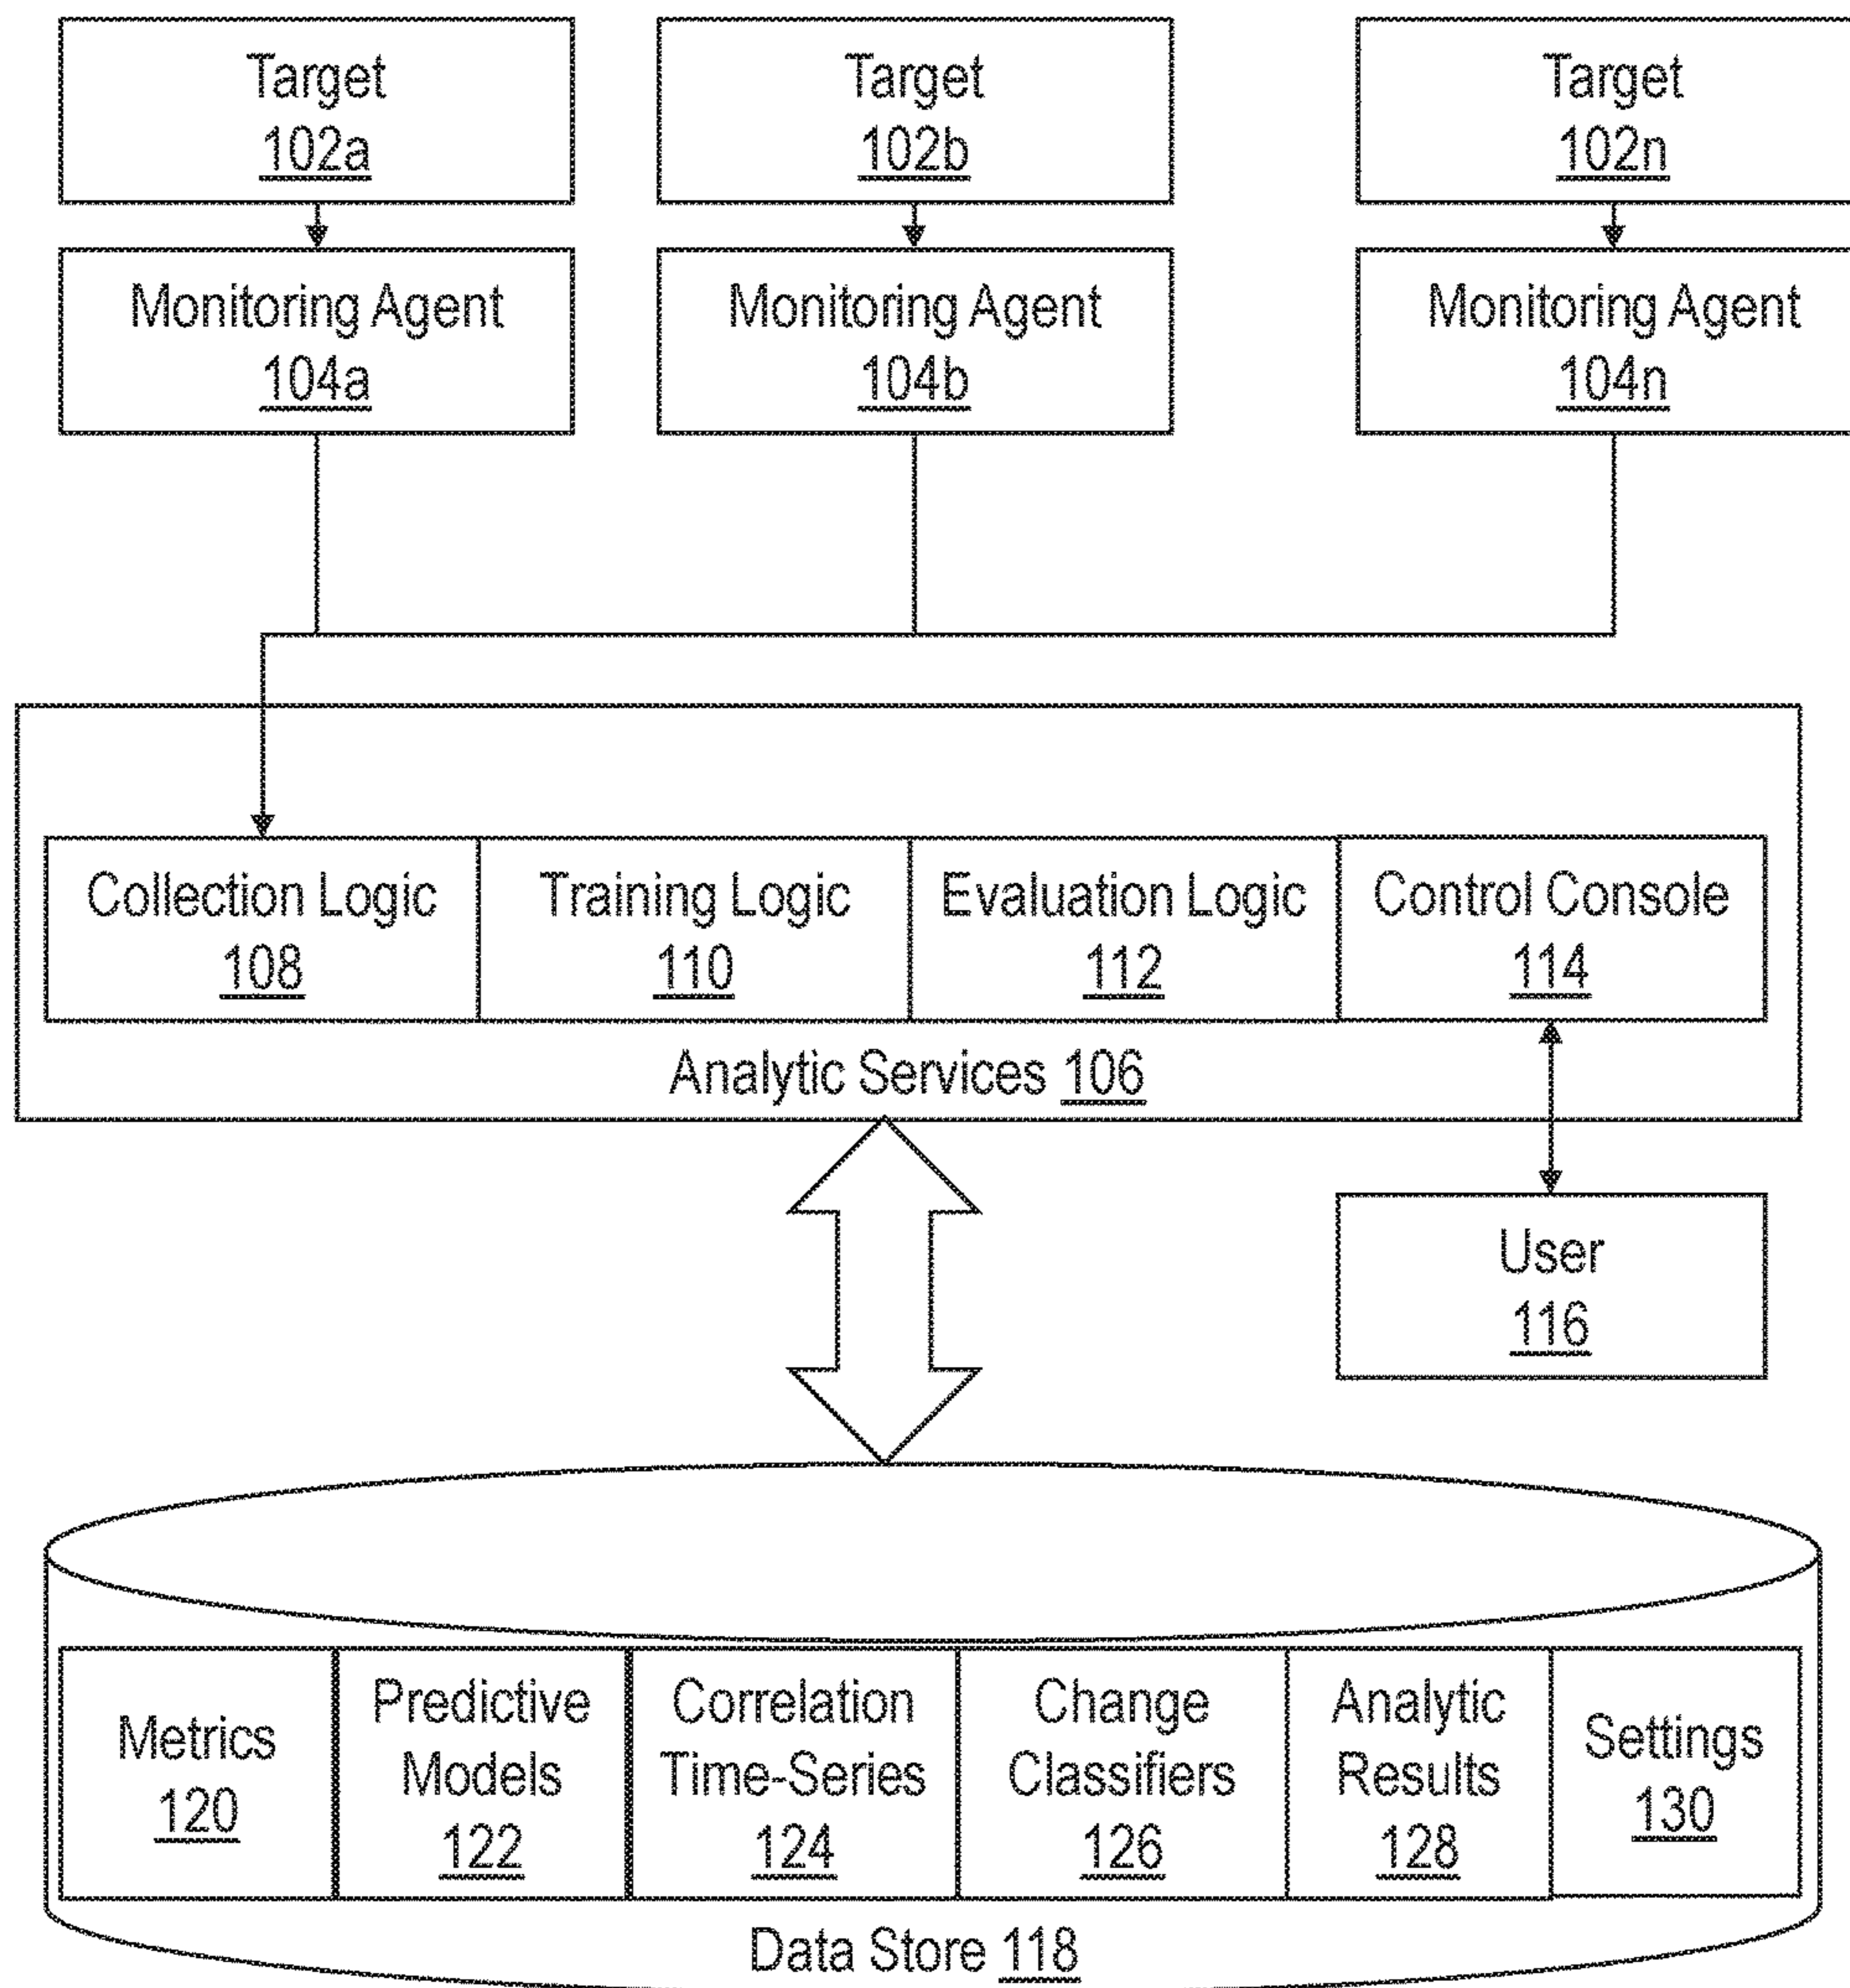 Target
102a
Target
102b
Target
102n
Monitoring Agent
104a
Monitoring Agent
104b
Monitoring Agent
104n
Collection Logic
108
Training Logic
110
Evaluation Logic
112
Control Console
114
Analytic Services 106
User
116
Metrics
120
Predictive
Models
122
Correlation
Time-Series
124
Change
Classifiers
126
Analytic
Results
128
Settings
130
Data Store 118